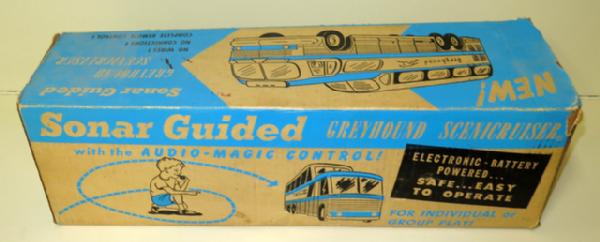 NO WIRES!
NO CONNECTIONS!
COMPLETE REMOTE CONTROL!
Sonar Guided
GREYHOUND
SCENICRUISER
Greyhound
NEW!
Sonar Guided GREYHOUND SCENICRUISER
with the AUDIO-MAGIC CONTROL!
ELECTRONIC-BATTERY
POWERED...
SAFE...EASY
TO OPERATE
FOR INDIVIDUAL or
GROUP PLAY!